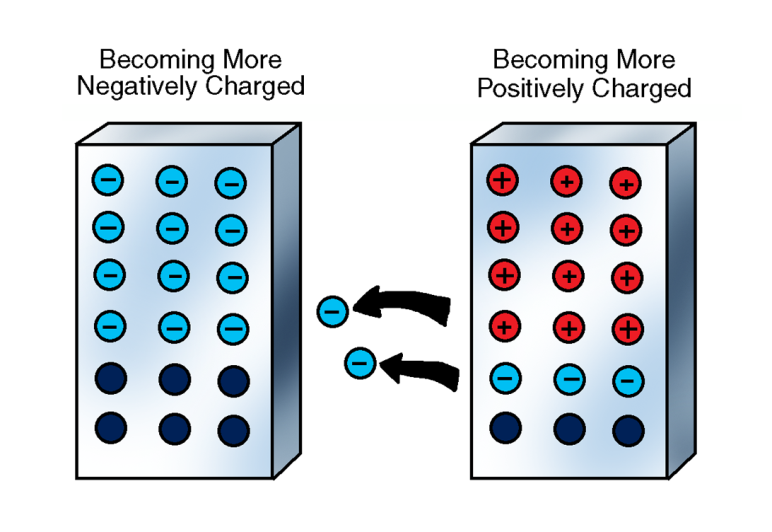 Becoming More
Negatively Charged
Becoming More
Positively Charged